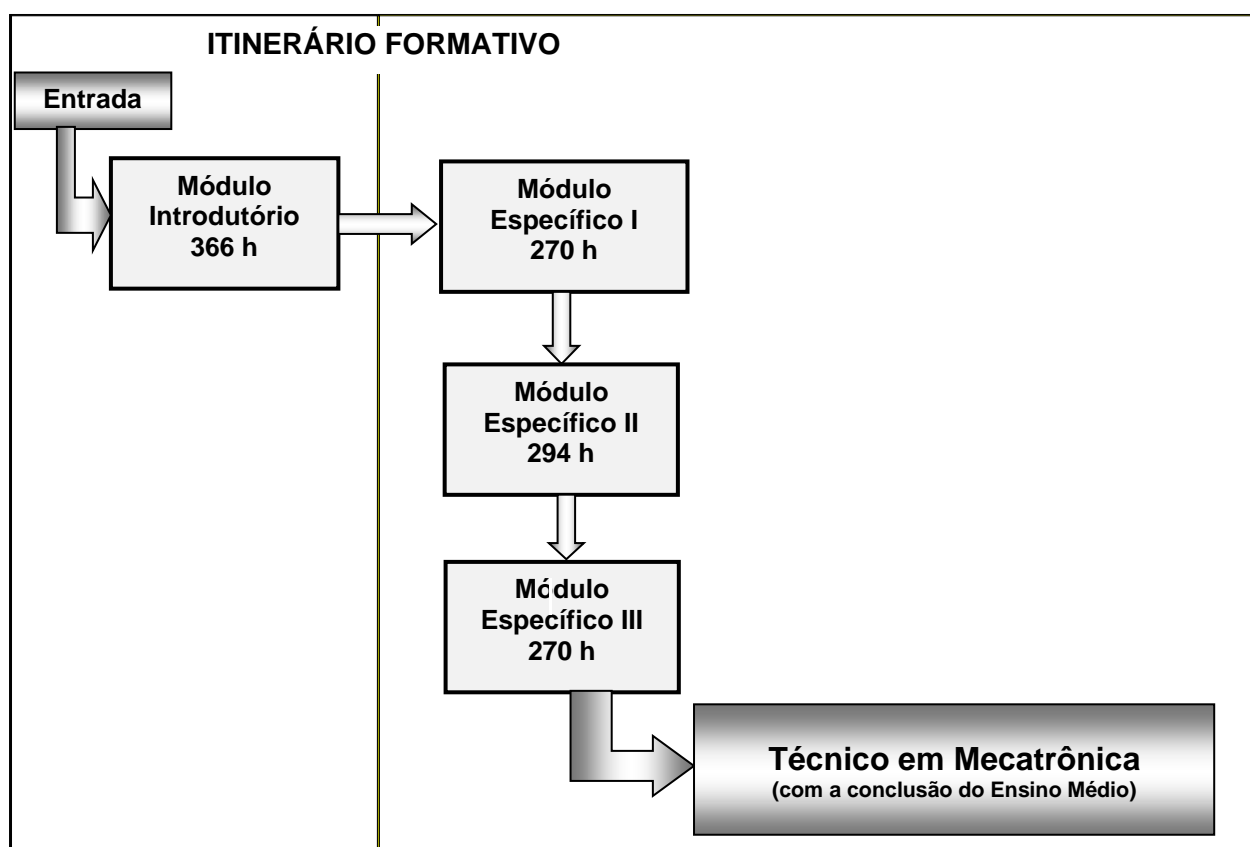 ITINERÁRIO FORMATIVO
Entrada
Módulo
Introdutório
366 h
Módulo
Específico I
270 h
Módulo
Específico II
294 h
Módulo
Específico III
270 h
Técnico em Mecatrônica
(com a conclusão do Ensino Médio)